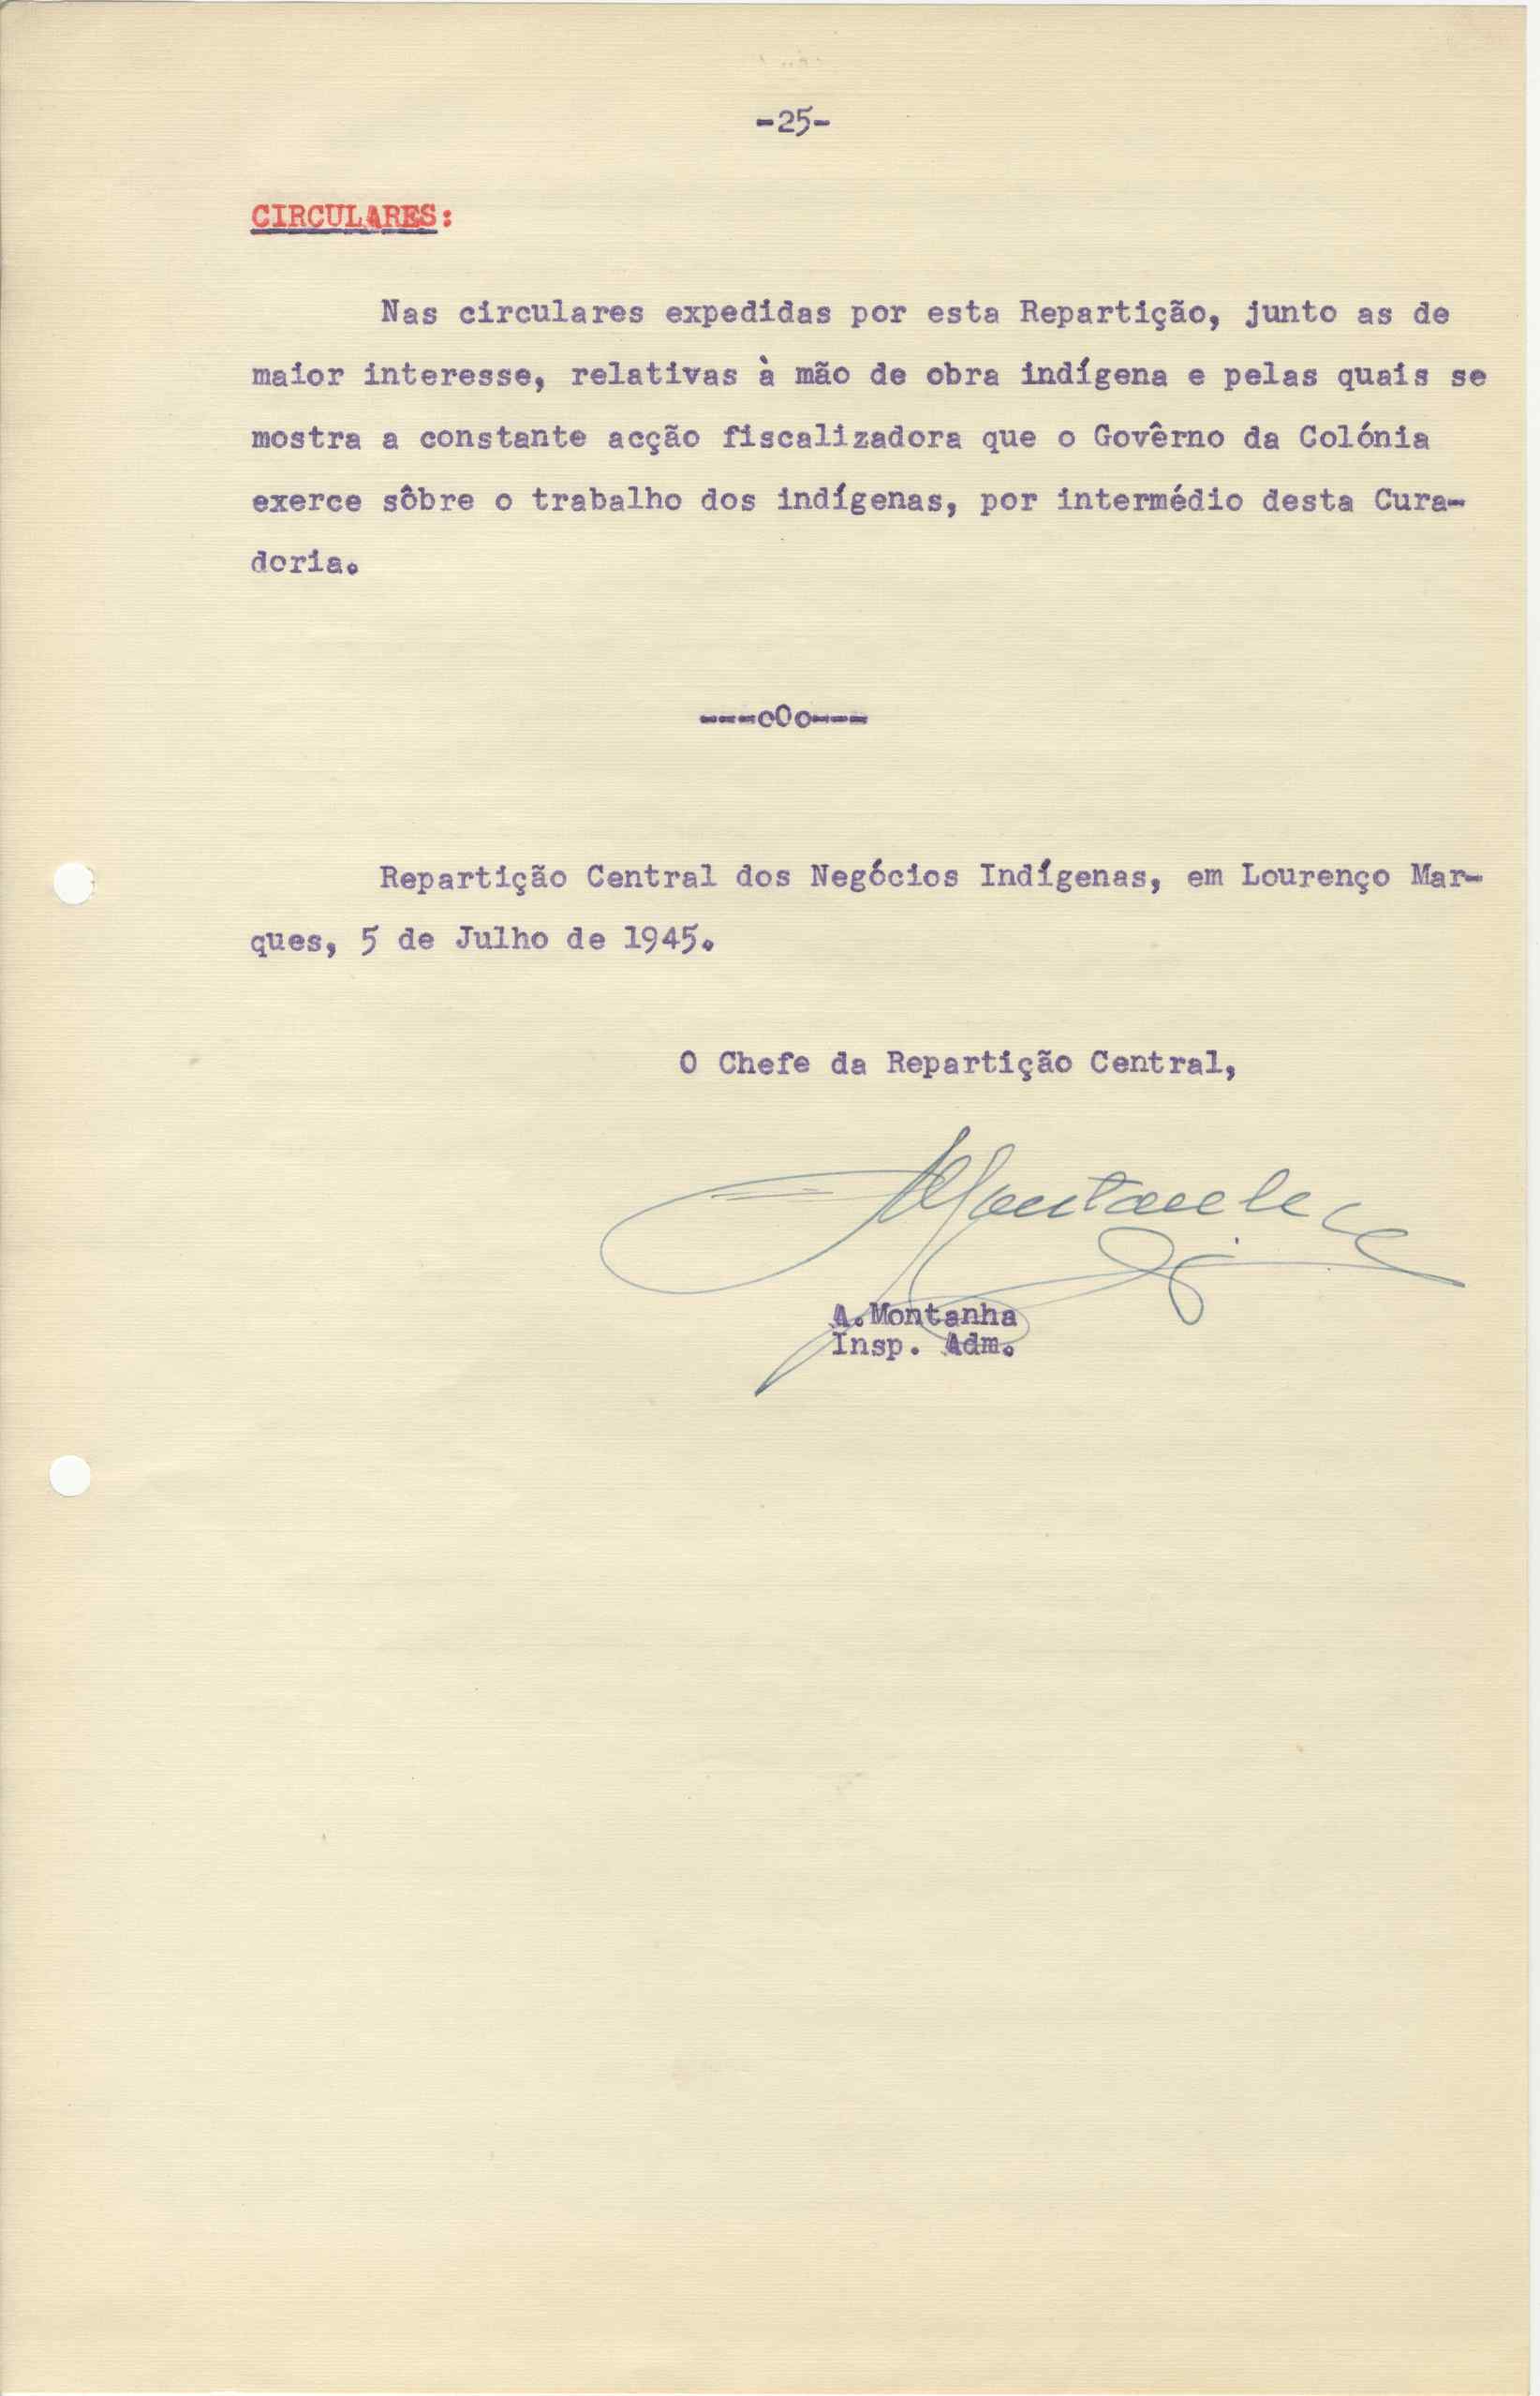 -25-
CIRCULARES:
Nas circulares expedidas por esta Repartição, junto as de
maior interesse, relativas à mão de obra indígena e pelas quais se
mostra a constante acção fiscalizadora que o Govêrno da Colónia
exerce sôbre o trabalho dos indígenas, por intermédio desta Cura-
doria.
---oOo---
Repartição Central dos Negócios Indígenas, em Lourenço Mar-
ques, 5 de Julho de 1945.
O Chefe da Repartição Central,
AMontanha
A.Montanha
Insp. Adm.